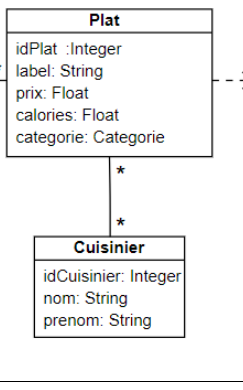 Plat
idPlat :Integer
label: String
prix: Float
calories: Float
categorie: Categorie
*
*
Cuisinier
idCuisinier: Integer
nom: String
prenom: String